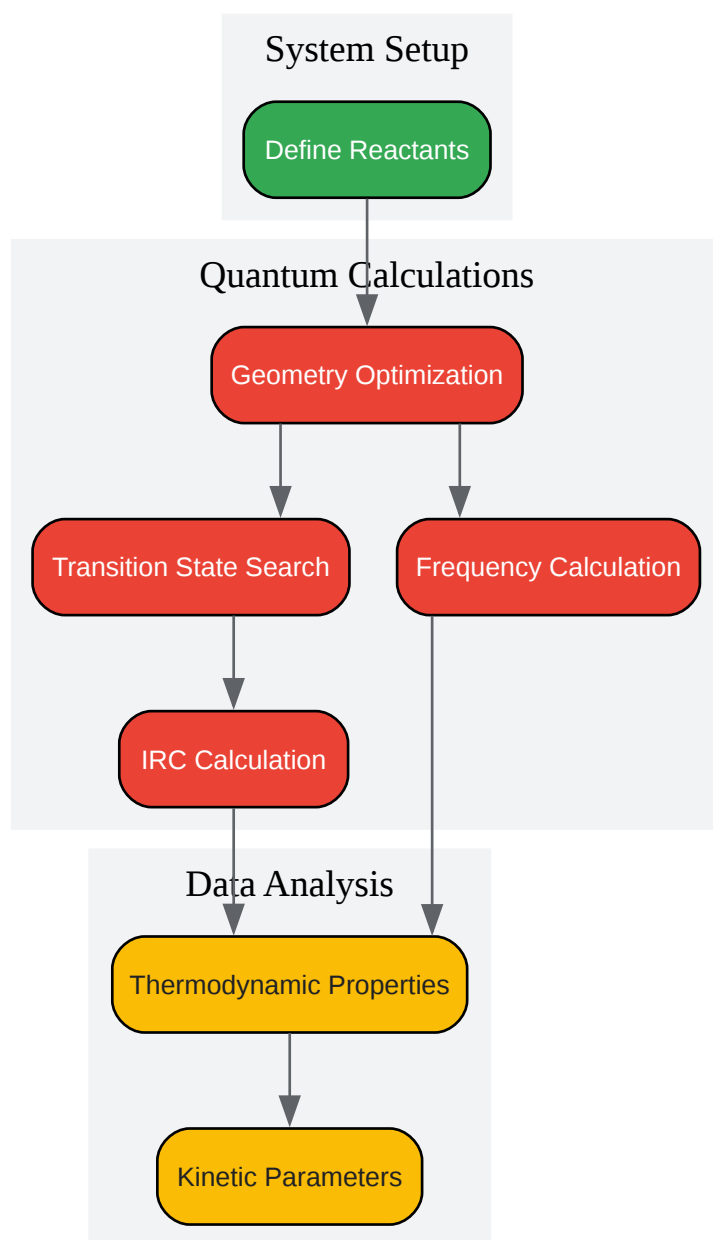 System Setup
Define Reactants
Quantum Calculations
Geometry Optimization
Transition State Search
Frequency Calculation
IRC Calculation
Data Analysis
Thermodynamic Properties
Kinetic Parameters